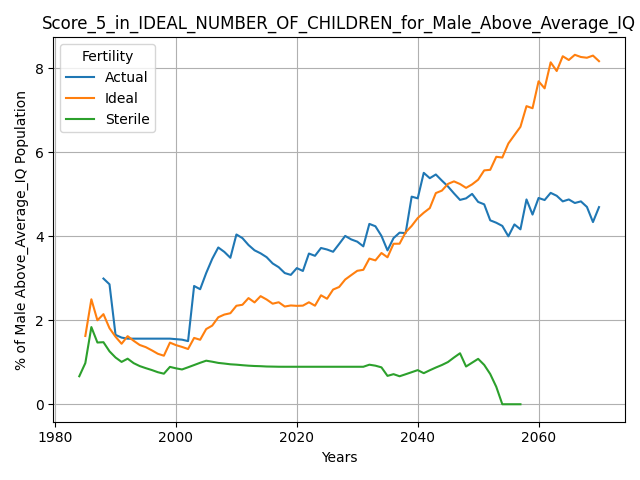 Score_5_in_IDEAL_NUMBER_OF_CHILDREN_for_Male_Above_Average_IQ
Fertility
Actual
Ideal
Sterile
% of Male Above_Average_IQ Population
8
6
4
2
0
1980 2000 2020 2040 2060
Years